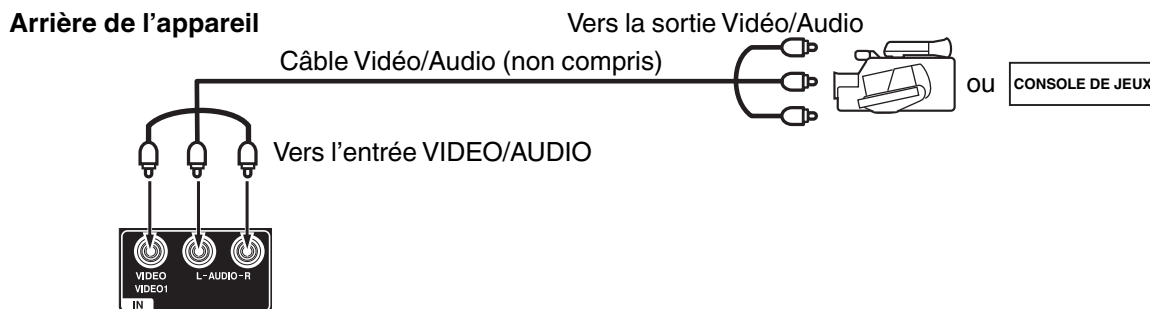 Arrière de l'appareil
Vers la sortie Vidéo/Audio
Câble Vidéo/Audio (non compris)
ou
CONSOLE DE JEUX
Vers l'entrée VIDEO/AUDIO
VIDEO
L-AUDIO-R
VIDEO1
IN